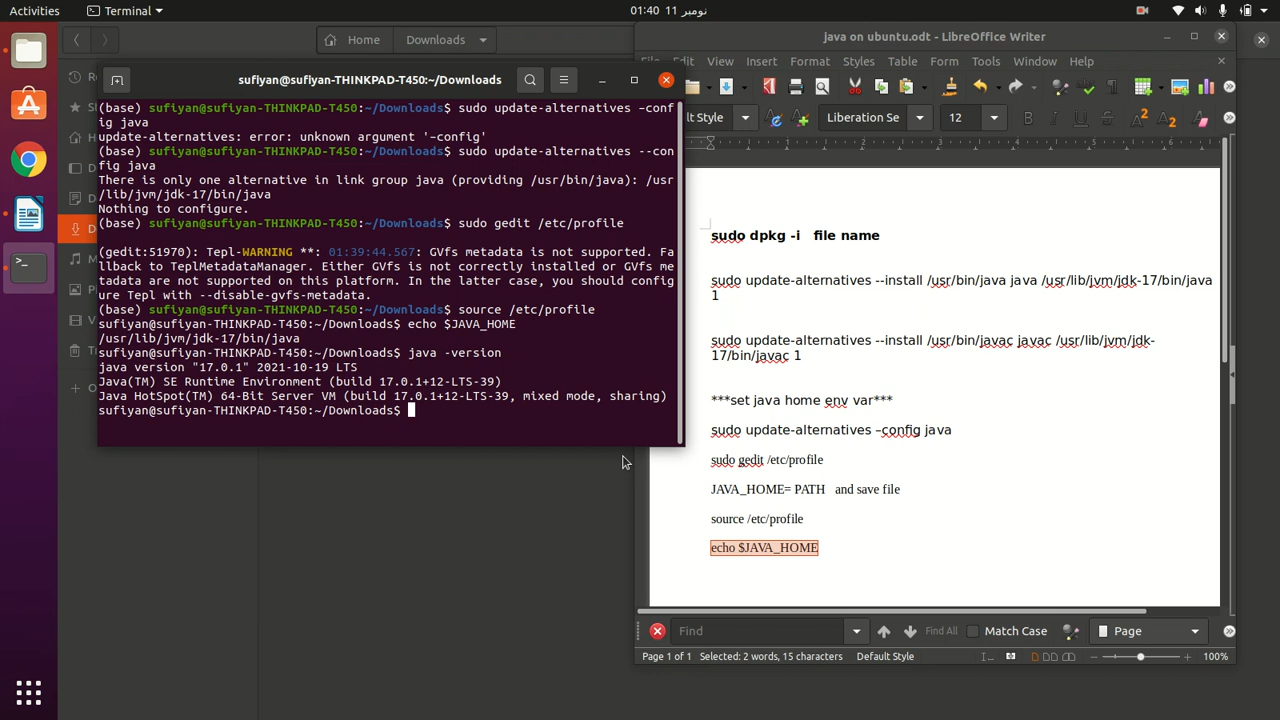 Activities
Terminal
01:40 11 نومبر
Home
Downloads
sufiyan@sufiyan-THINKPAD-T450:~/Downloads
(base) sufiyan@sufiyan-THINKPAD-T450:~/Downloads$ sudo update-alternatives –conf
ig java
update-alternatives: error: unknown argument '–config'
(base) sufiyan@sufiyan-THINKPAD-T450:~/Downloads$ sudo update-alternatives --con
fig java
There is only one alternative in link group java (providing /usr/bin/java): /usr
/lib/jvm/jdk-17/bin/java
Nothing to configure.
(base) sufiyan@sufiyan-THINKPAD-T450:~/Downloads$ sudo gedit /etc/profile
(gedit:51970): Tepl-WARNING **: 01:39:44.567: GVfs metadata is not supported. Fa
llback to TeplMetadataManager. Either GVfs is not correctly installed or GVfs me
tadata are not supported on this platform. In the latter case, you should config
ure Tepl with --disable-gvfs-metadata.
(base) sufiyan@sufiyan-THINKPAD-T450:~/Downloads$ source /etc/profile
sufiyan@sufiyan-THINKPAD-T450:~/Downloads$ echo $JAVA_HOME
/usr/lib/jvm/jdk-17/bin/java
sufiyan@sufiyan-THINKPAD-T450:~/Downloads$ java -version
java version "17.0.1" 2021-10-19 LTS
Java(TM) SE Runtime Environment (build 17.0.1+12-LTS-39)
Java HotSpot(TM) 64-Bit Server VM (build 17.0.1+12-LTS-39, mixed mode, sharing)
sufiyan@sufiyan-THINKPAD-T450:~/Downloads$
java on ubuntu.odt - LibreOffice Writer
Edit View Insert Format Styles Table Form Tools Window Help
lt Style Liberation Se 12
1 2 3 4 5 6 7
sudo dpkg -i file name
sudo update-alternatives --install /usr/bin/java java /usr/lib/jvm/jdk-17/bin/java
1
sudo update-alternatives --install /usr/bin/javac javac /usr/lib/jvm/jdk-
17/bin/javac 1
***set java home env var***
sudo update-alternatives –config java
sudo gedit /etc/profile
JAVA_HOME= PATH and save file
source /etc/profile
echo $JAVA_HOME
Find Find All Match Case Page
Page 1 of 1 Selected: 2 words, 15 characters Default Style 100%